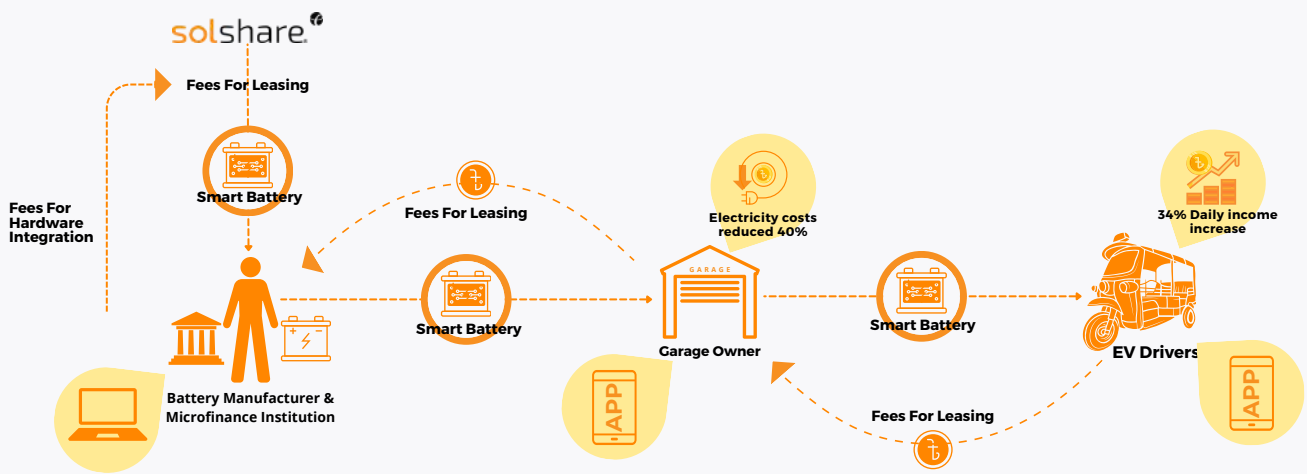 solshare
Fees For Leasing
Smart Battery
Fees For
Hardware
Integration
Fees For Leasing
৳
Electricity costs
reduced 40%
৳
34% Daily income
increase
৳
Smart Battery
GARAGE
Smart Battery
Garage Owner
EV Drivers
Battery Manufacturer &
Microfinance Institution
APP
Fees For Leasing
৳
APP